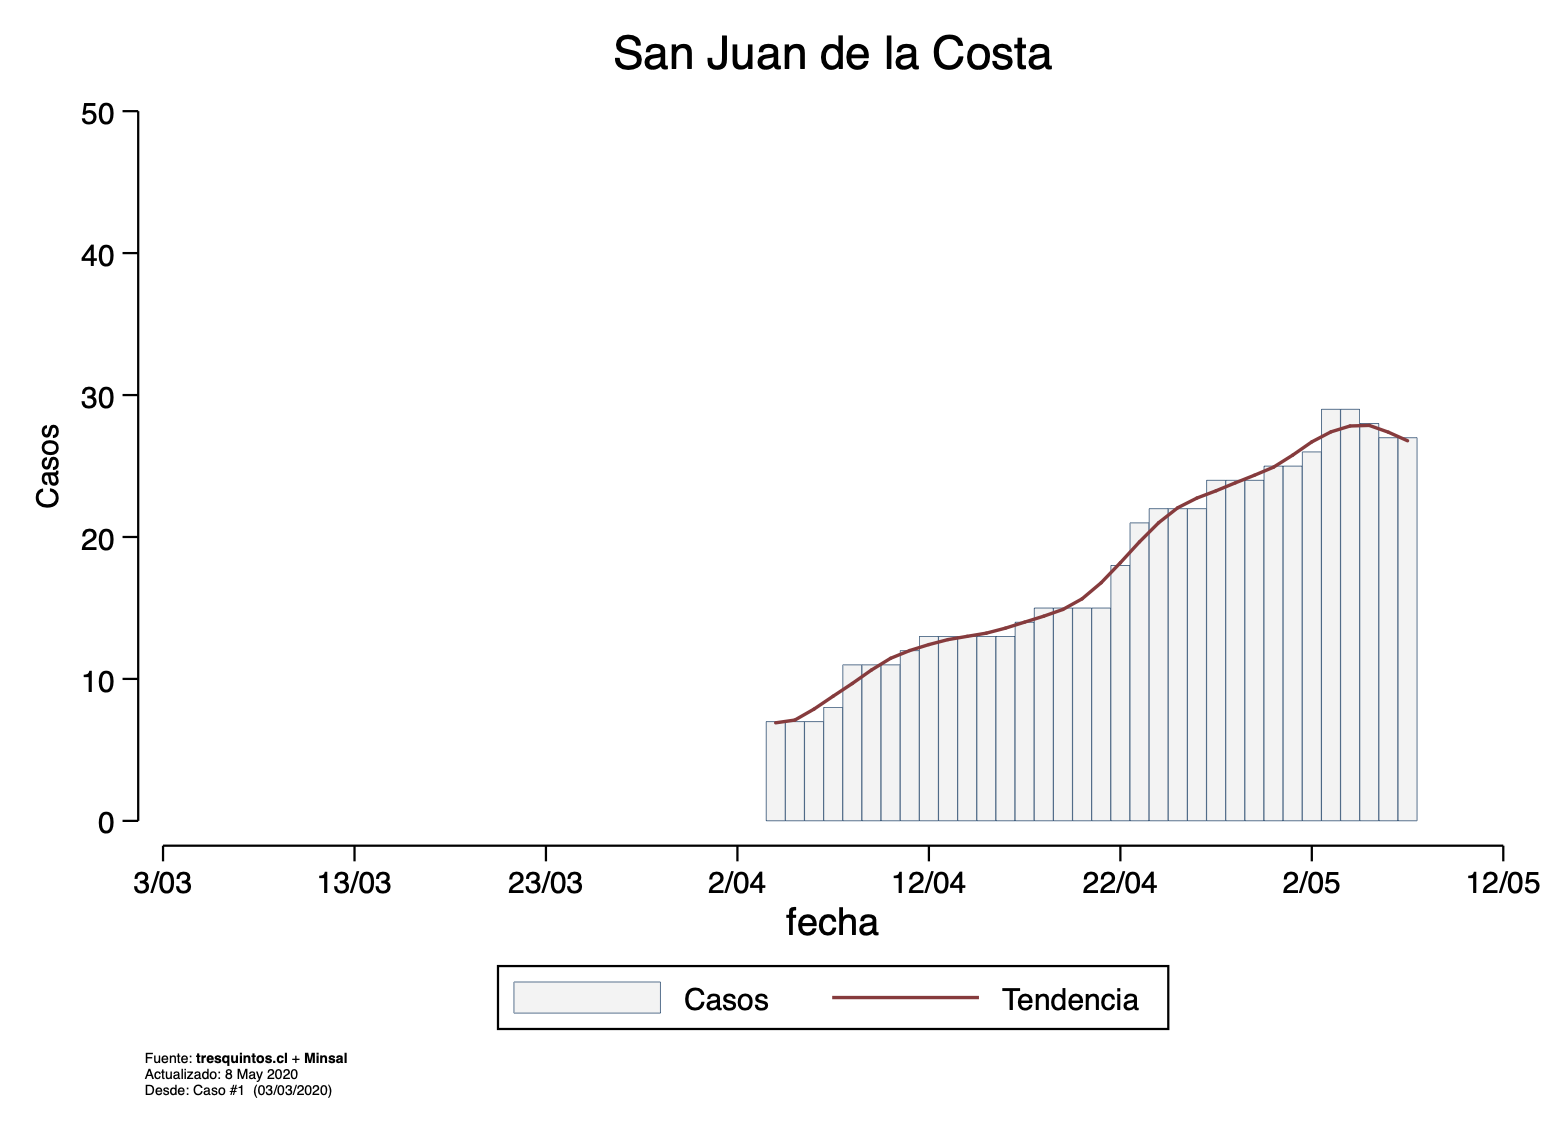 San Juan de la Costa
50
40
30
20
10
0
Casos
3/03 13/03 23/03 2/04 12/04 22/04 2/05 12/05
fecha
Casos Tendencia
Fuente: tresquintos.cl + Minsal
Actualizado: 8 May 2020
Desde: Caso #1 (03/03/2020)